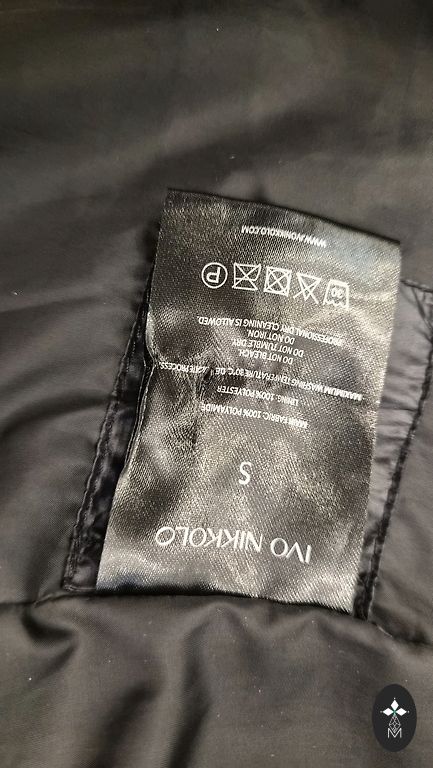 IVO NIKKOLO
S
MAIN FABRIC: 100% POLYAMIDE
LINING: 100% POLYESTER
MAXIMUM WASHING TEMPERATURE 30°C. PROCESS.
DO NOT BLEACH.
DO NOT TUMBLE DRY.
DO NOT IRON.
PROFESSIONAL DRY CLEANING IS ALLOWED.
P
WWW.IVONIKKOLO.COM
M